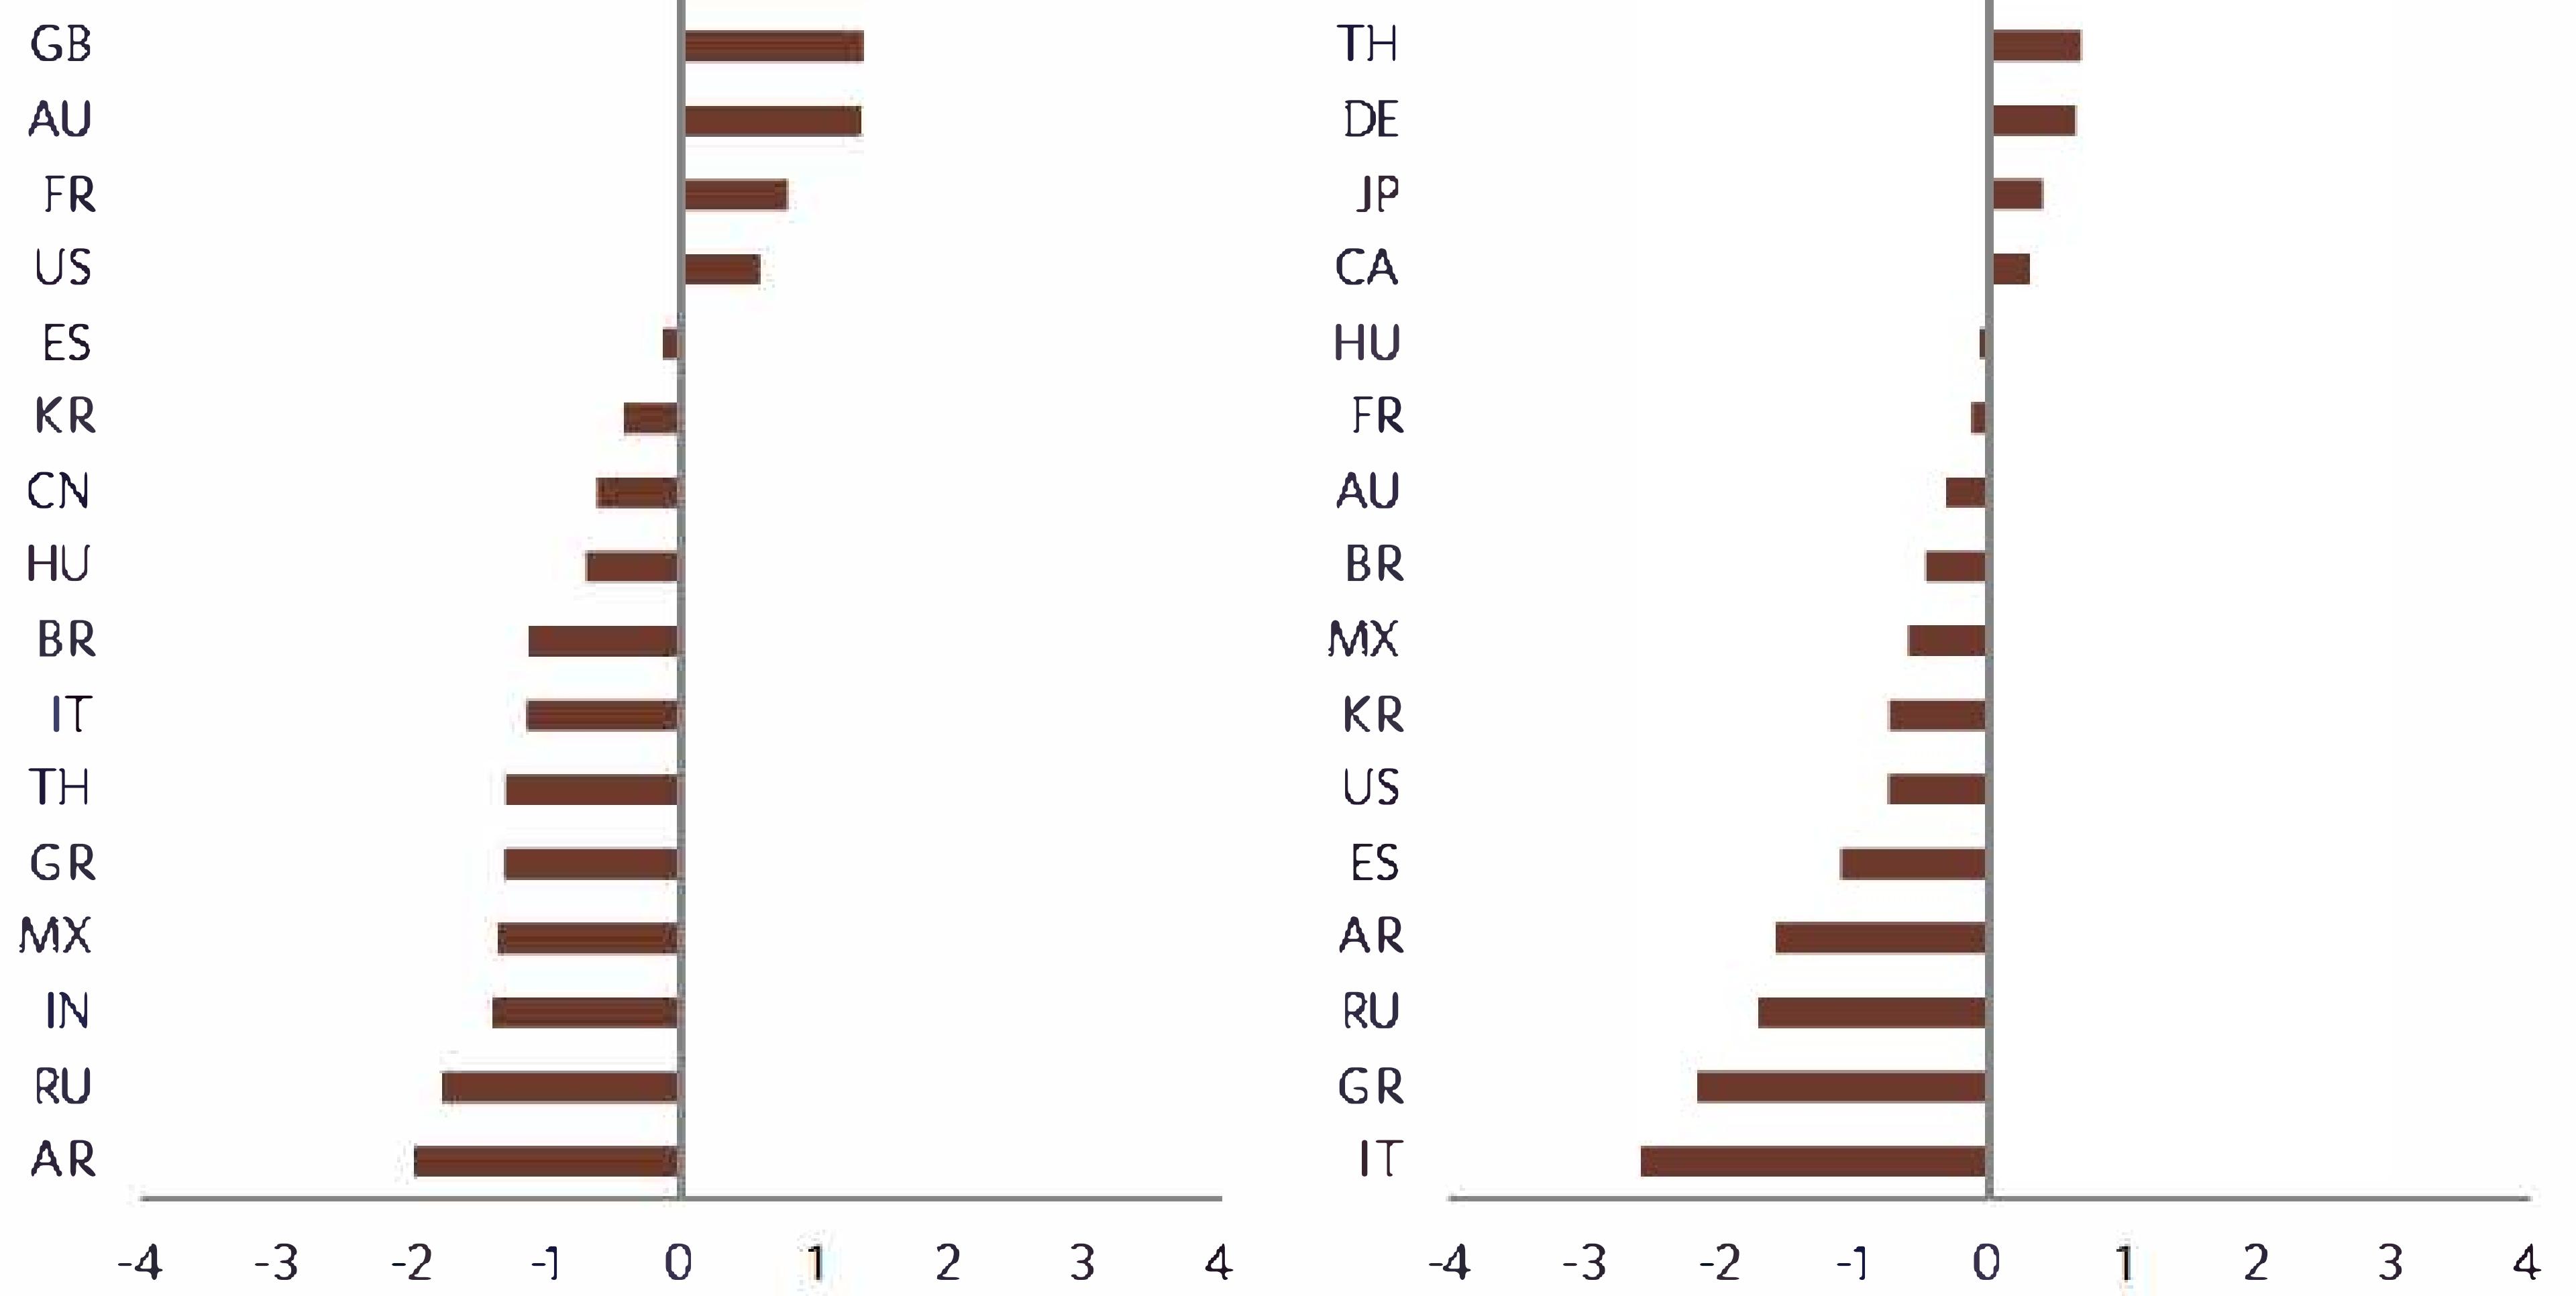 GB
AU
FR
US
ES
KR
CN
HU
BR
IT
TH
GR
MX
IN
RU
AR
-4 -3 -2 -1 0 1 2 3 4
TH
DE
JP
CA
HU
FR
AU
BR
MX
KR
US
ES
AR
RU
GR
IT
-4 -3 -2 -1 0 1 2 3 4